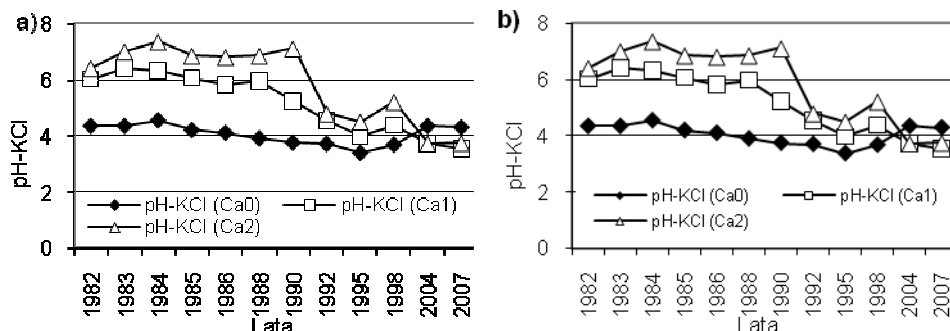 a)
8
6
4
2
0
pH-KCl
pH-KCl (Ca0)
pH-KCl (Ca1)
pH-KCl (Ca2)
1982
1983
1984
1985
1986
1988
1990
1992
1995
1998
2004
2007
Lata
b)
8
6
4
2
0
pH-KCl
pH-KCl (Ca0)
pH-KCl (Ca1)
pH-KCl (Ca2)
1982
1983
1984
1985
1986
1988
1990
1992
1995
1998
2004
2007
Lata